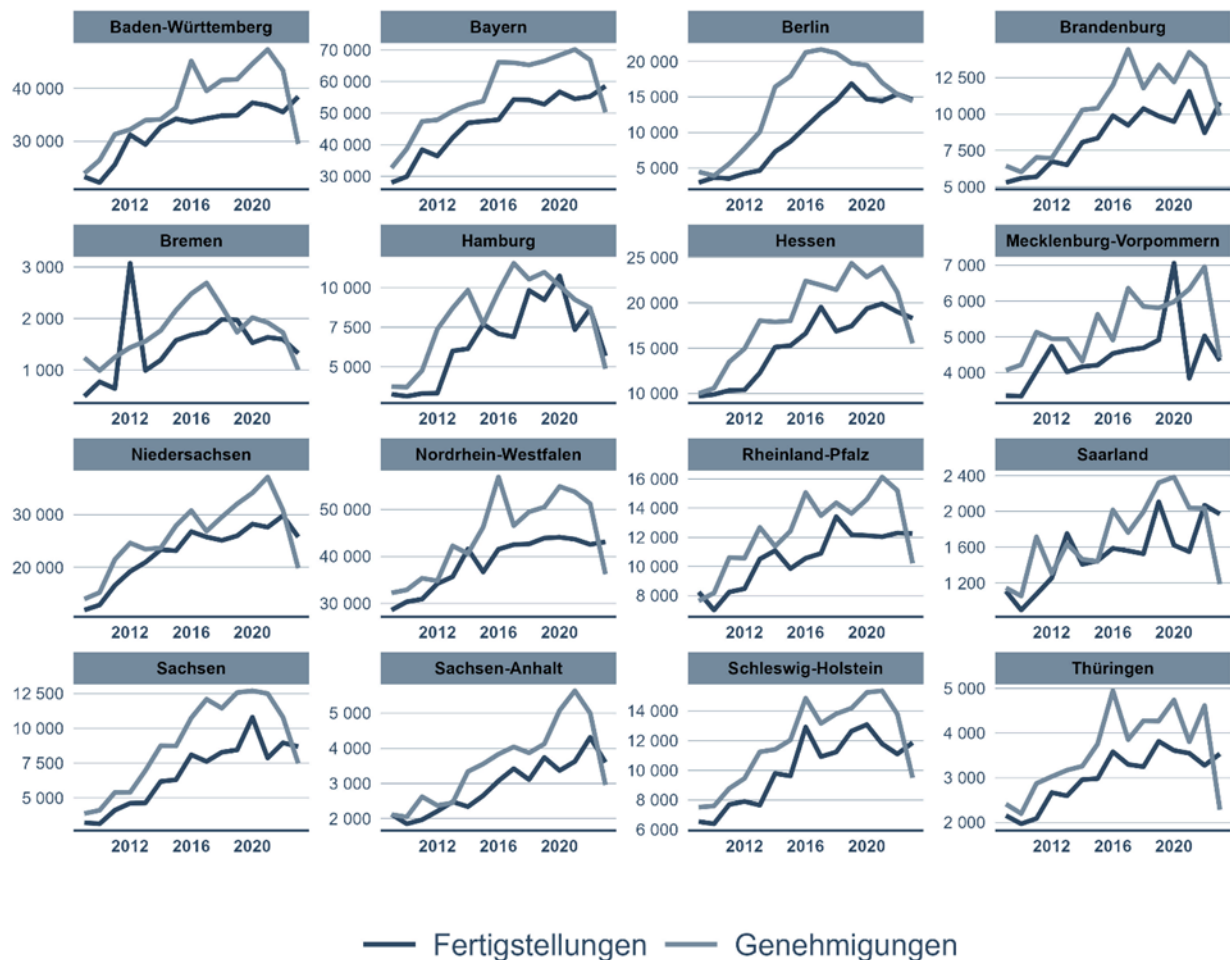 Baden-Württemberg
40 000
30 000
2012 2016 2020
Bayern
70 000
60 000
50 000
40 000
30 000
2012 2016 2020
Berlin
20 000
15 000
10 000
5 000
2012 2016 2020
Brandenburg
12 500
10 000
7 500
5 000
2012 2016 2020
Bremen
3 000
2 000
1 000
2012 2016 2020
Hamburg
10 000
7 500
5 000
2012 2016 2020
Hessen
25 000
20 000
15 000
10 000
2012 2016 2020
Mecklenburg-Vorpommern
7 000
6 000
5 000
4 000
2012 2016 2020
Niedersachsen
30 000
20 000
2012 2016 2020
Nordrhein-Westfalen
50 000
40 000
30 000
2012 2016 2020
Rheinland-Pfalz
16 000
14 000
12 000
10 000
8 000
2012 2016 2020
Saarland
2 400
2 000
1 600
1 200
2012 2016 2020
Sachsen
12 500
10 000
7 500
5 000
2012 2016 2020
Sachsen-Anhalt
5 000
4 000
3 000
2 000
2012 2016 2020
Schleswig-Holstein
14 000
12 000
10 000
8 000
6 000
2012 2016 2020
Thüringen
5 000
4 000
3 000
2 000
2012 2016 2020
Fertigstellungen Genehmigungen